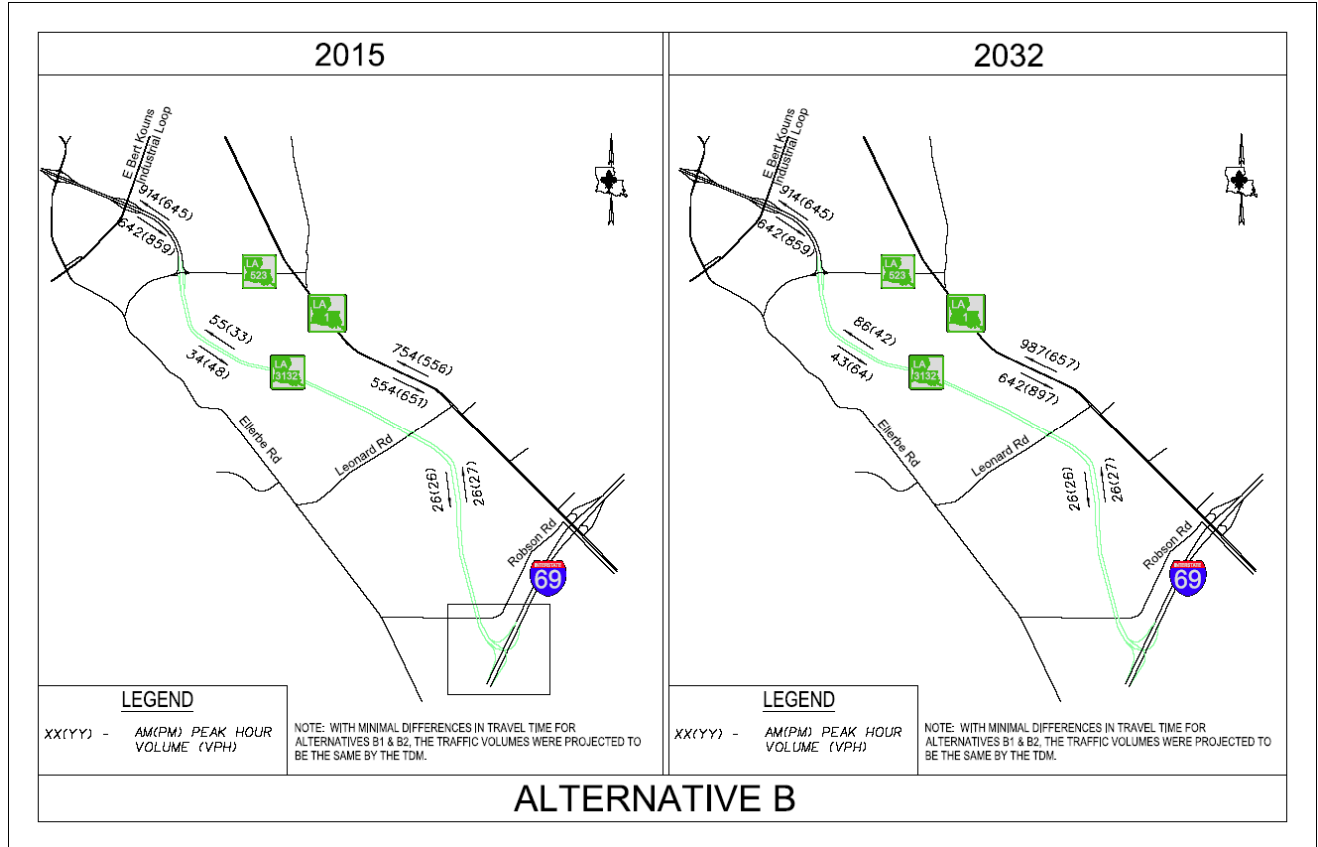 2015
E Bert Kouns
Industrial Loop
914(645)
642(859)
LA
523
LA
1
55(33)
34(48)
LA
3132
754(556)
554(651)
Ellerbe Rd
Leonard Rd
26(26)
26(27)
Robson Rd
INTERSTATE
69
LEGEND
XX(YY) - AM(PM) PEAK HOUR
VOLUME (VPH)
NOTE: WITH MINIMAL DIFFERENCES IN TRAVEL TIME FOR
ALTERNATIVES B1 & B2, THE TRAFFIC VOLUMES WERE PROJECTED TO
BE THE SAME BY THE TDM.
2032
E Bert Kouns
Industrial Loop
914(645)
642(859)
LA
523
LA
1
86(42)
43(64)
LA
3132
987(657)
642(897)
Ellerbe Rd
Leonard Rd
26(26)
26(27)
Robson Rd
INTERSTATE
69
LEGEND
XX(YY) - AM(PM) PEAK HOUR
VOLUME (VPH)
NOTE: WITH MINIMAL DIFFERENCES IN TRAVEL TIME FOR
ALTERNATIVES B1 & B2, THE TRAFFIC VOLUMES WERE PROJECTED TO
BE THE SAME BY THE TDM.
ALTERNATIVE B